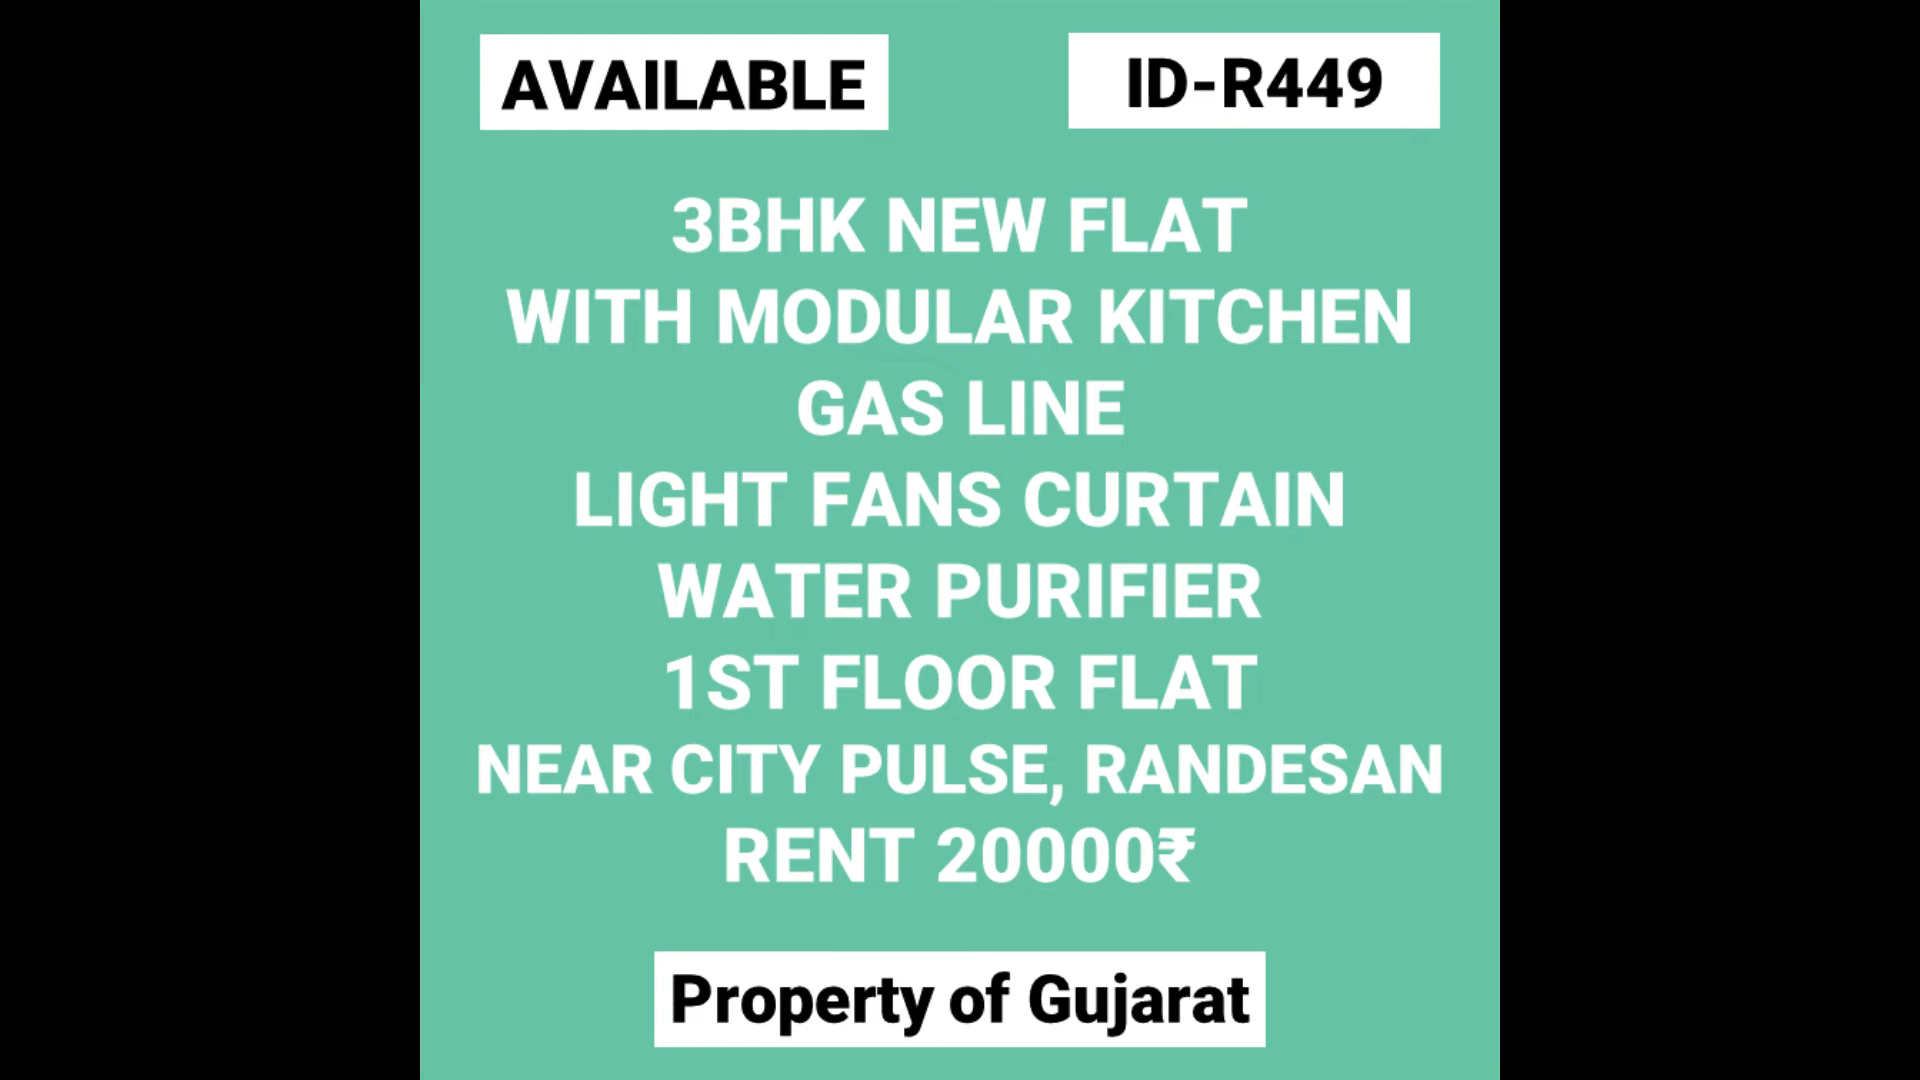 AVAILABLE
ID-R449
3BHK NEW FLAT
WITH MODULAR KITCHEN
GAS LINE
LIGHT FANS CURTAIN
WATER PURIFIER
1ST FLOOR FLAT
NEAR CITY PULSE, RANDESAN
RENT 20000₹
Property of Gujarat